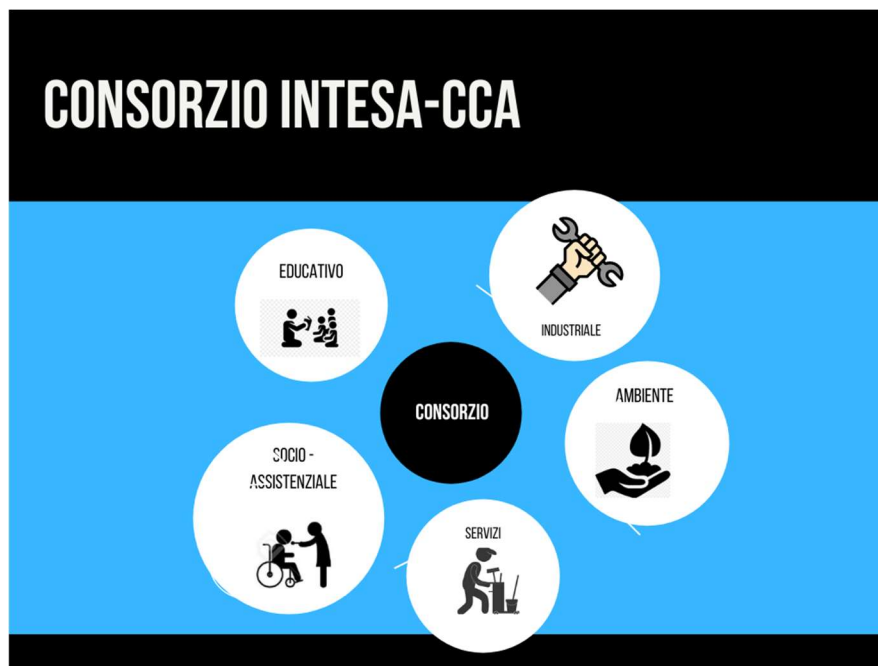 CONSORZIO INTESA-CCA
EDUCATIVO
INDUSTRIALE
CONSORZIO
AMBIENTE
SOCIO -
ASSISTENZIALE
SERVIZI